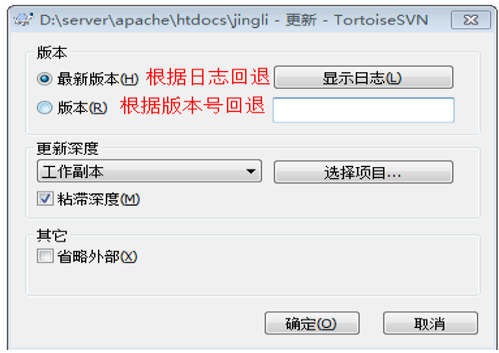 D:\server\apache\htdocs\jingli - 更新 - TortoiseSVN
版本
最新版本(H) 根据日志回退 显示日志(L)
版本(R) 根据版本号回退
更新深度
工作副本 选择项目...
粘带深度(M)
其它
省略外部(X)
确定(O) 取消